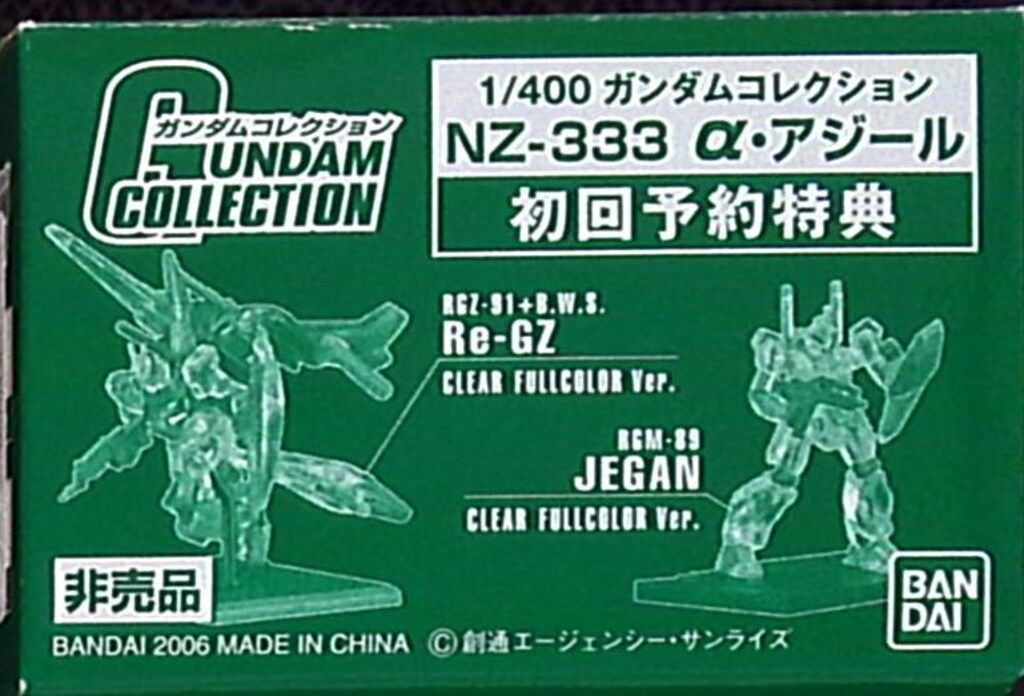 ガンダムコレクション
GUNDAM
COLLECTION
1/400 ガンダムコレクション
NZ-333 α・アジール
初回予約特典
RGZ-91+B.W.S.
Re-GZ
CLEAR FULLCOLOR Ver.
RGM-89
JEGAN
CLEAR FULLCOLOR Ver.
非売品
BAN
DAI
BANDAI 2006 MADE IN CHINA ©創通エージェンシー・サンライズ